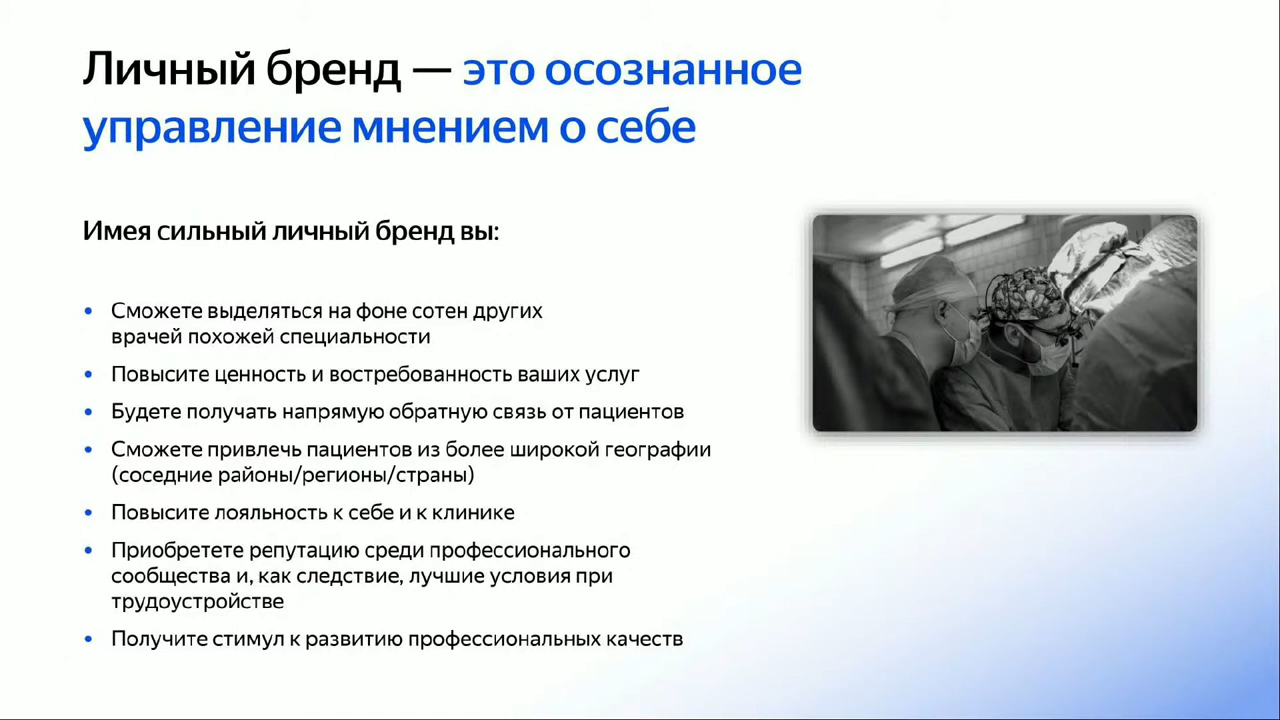 Личный бренд — это осознанное
управление мнением о себе
Имея сильный личный бренд вы:
• Сможете выделяться на фоне сотен других
врачей похожей специальности
• Повысите ценность и востребованность ваших услуг
• Будете получать напрямую обратную связь от пациентов
• Сможете привлечь пациентов из более широкой географии
(соседние районы/регионы/страны)
• Повысите лояльность к себе и к клинике
• Приобретете репутацию среди профессионального
сообщества и, как следствие, лучшие условия при
трудоустройстве
• Получите стимул к развитию профессиональных качеств